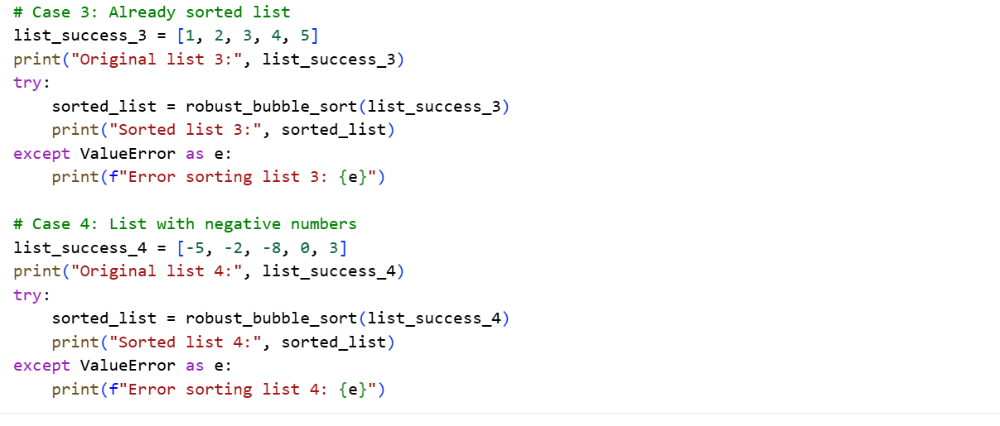 # Case 3: Already sorted list
list_success_3 = [1, 2, 3, 4, 5]
print("Original list 3:", list_success_3)
try:
    sorted_list = robust_bubble_sort(list_success_3)
    print("Sorted list 3:", sorted_list)
except ValueError as e:
    print(f"Error sorting list 3: {e}")

# Case 4: List with negative numbers
list_success_4 = [-5, -2, -8, 0, 3]
print("Original list 4:", list_success_4)
try:
    sorted_list = robust_bubble_sort(list_success_4)
    print("Sorted list 4:", sorted_list)
except ValueError as e:
    print(f"Error sorting list 4: {e}")